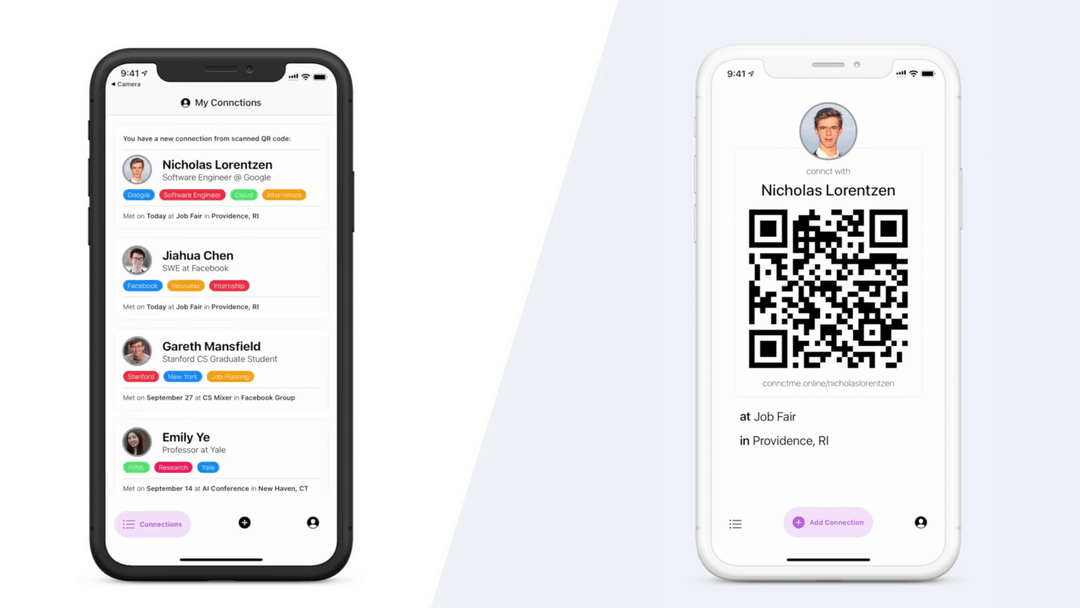 9:41
Camera
My Connctions
You have a new connection from scanned QR code:
Nicholas Lorentzen
Software Engineer @ Google
Google Software Engineer Cloud Internships
Met on Today at Job Fair in Providence, RI
Jiahua Chen
SWE at Facebook
Facebook Recruiter Internship
Met on Today at Job Fair in Providence, RI
Gareth Mansfield
Stanford CS Graduate Student
Stanford New York Job Hunting
Met on September 27 at CS Mixer in Facebook Group
Emily Ye
Professor at Yale
Research Yale
Met on September 14 at AI Conference in New Haven, CT
Connections
9:41
connct with
Nicholas Lorentzen
connctme.online/nicholaslorentzen
at Job Fair
in Providence, RI
Add Connection